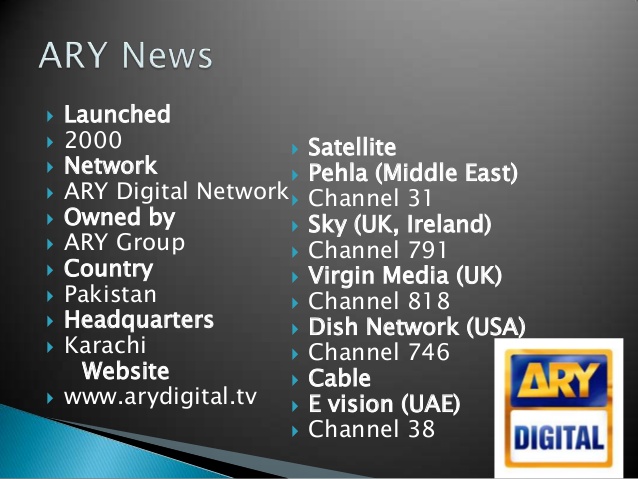 ARY News
Launched
2000
Network
ARY Digital Network
Owned by
ARY Group
Country
Pakistan
Headquarters
Karachi
Website
www.arydigital.tv
Satellite
Pehla (Middle East)
Channel 31
Sky (UK, Ireland)
Channel 791
Virgin Media (UK)
Channel 818
Dish Network (USA)
Channel 746
Cable
E vision (UAE)
Channel 38
ARY
DIGITAL